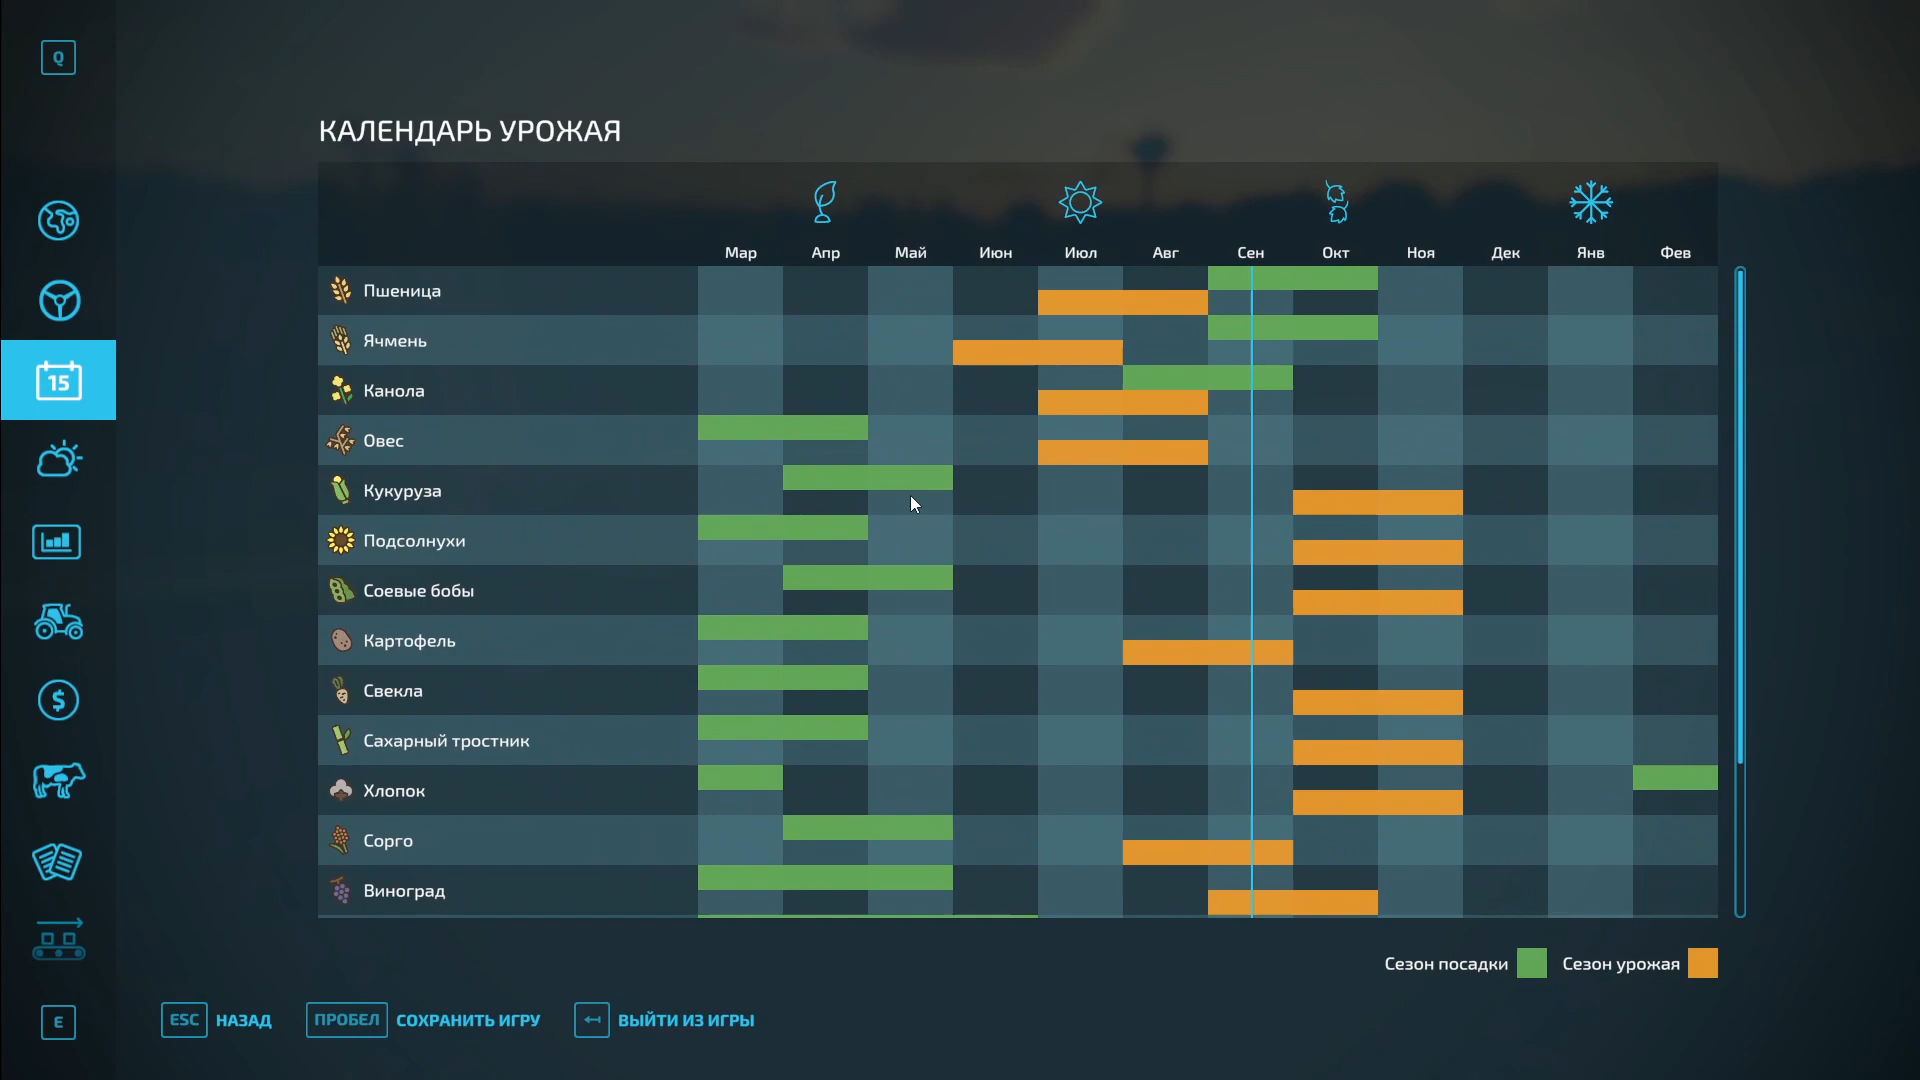 Q
КАЛЕНДАРЬ УРОЖАЯ
Мар Апр Май Июн Июл Авг Сен Окт Ноя Дек Янв Фев
Пшеница
Ячмень
15
Канола
Овес
Кукуруза
Подсолнухи
Соевые бобы
Картофель
Свекла
$
Сахарный тростник
Хлопок
Сорго
Виноград
Сезон посадки Сезон урожая
E
ESC НАЗАД ПРОБЕЛ СОХРАНИТЬ ИГРУ ВЫЙТИ ИЗ ИГРЫ